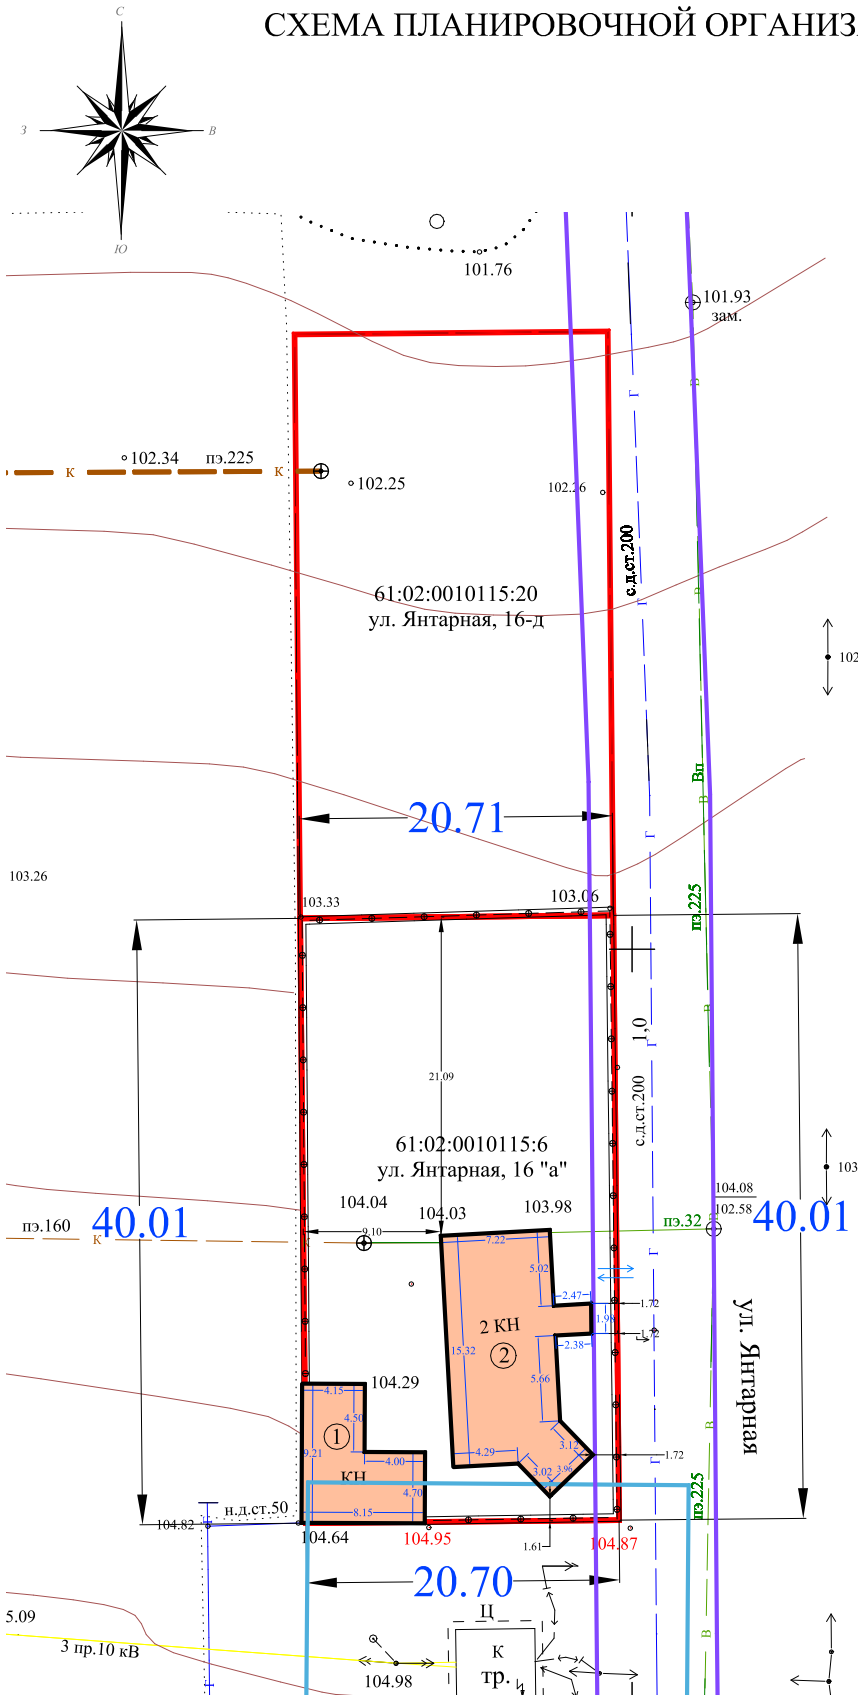 СХЕМА ПЛАНИРОВОЧНОЙ ОРГАНИЗ
С
З
В
Ю
101.76
101.93
зам.
В
Г
102.34
пэ.225
К
К
102.25
102.26
с.д.ст.200
61:02:0010115:20
ул. Янтарная, 16-д
Г
В
102
Вп
В
20.71
Г
103.26
103.33
103.06
пэ.225
1,0
В
Г
21.09
с.д.ст.200
61:02:0010115:6
ул. Янтарная, 16 "а"
103
104.04
104.03
103.98
104.08
102.58
В
пэ.160
К
40.01
9.10
пэ.32
40.01
7.22
5.02
Г
2.47
1.72
1.98
2 КН
2
1.72
2.38
15.32
5.66
ул. Янтарная
104.29
4.15
4.50
1
3.12
В
9.21
4.00
4.29
3.02
3.96
1.72
Г
КН
4.70
8.15
пэ.225
н.д.ст.50
104.82
104.64
104.95
1.61
104.87
20.70
5.09
3 пр.10 кВ
Ц
К
тр.
104.98
В
Г